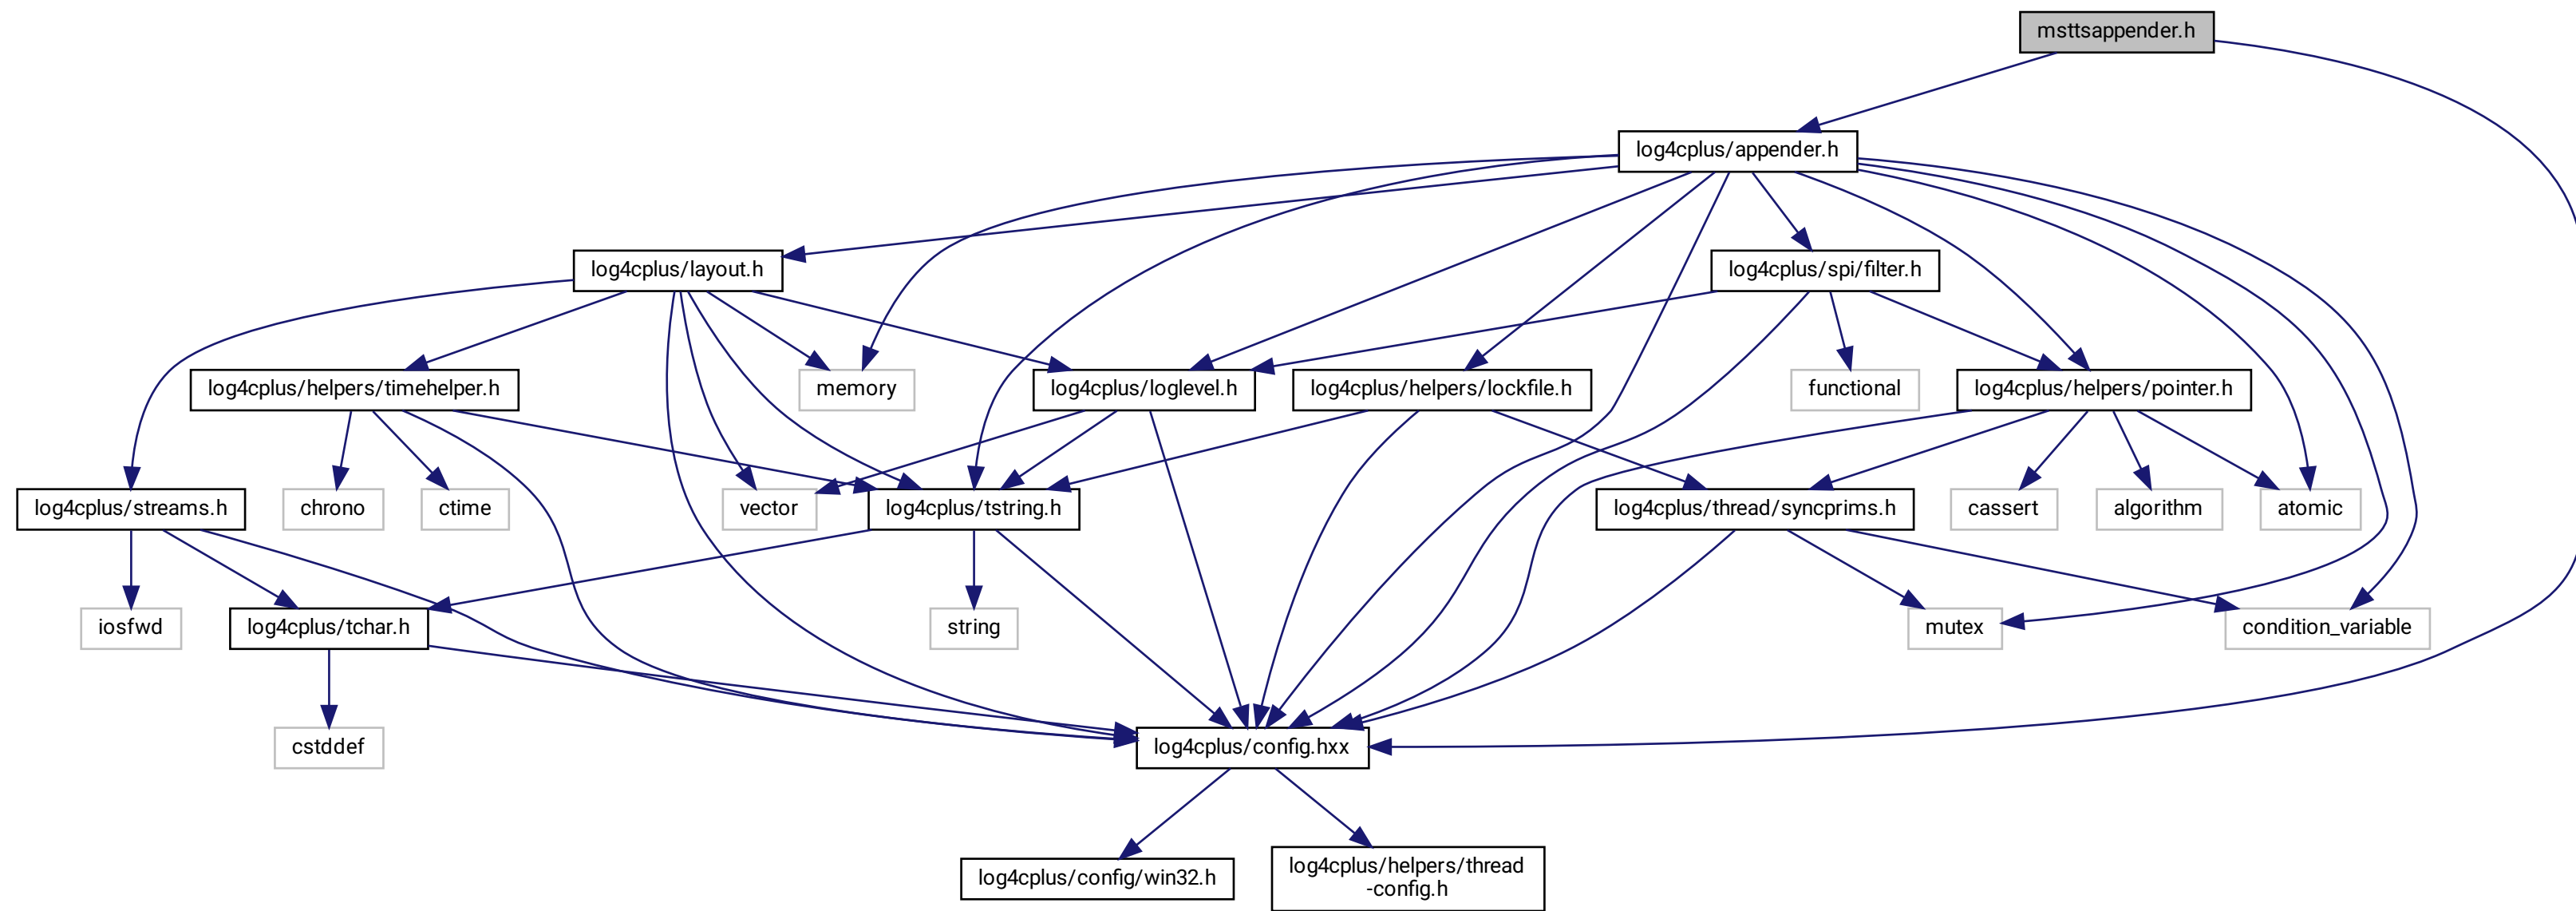 msttsappender.h
log4cplus/appender.h
log4cplus/layout.h
log4cplus/spi/filter.h
log4cplus/helpers/timehelper.h
memory
log4cplus/loglevel.h
log4cplus/helpers/lockfile.h
functional
log4cplus/helpers/pointer.h
log4cplus/streams.h
chrono
ctime
vector
log4cplus/tstring.h
log4cplus/thread/syncprims.h
cassert
algorithm
atomic
iosfwd
log4cplus/tchar.h
string
mutex
condition_variable
cstddef
log4cplus/config.hxx
log4cplus/config/win32.h
log4cplus/helpers/thread
-config.h